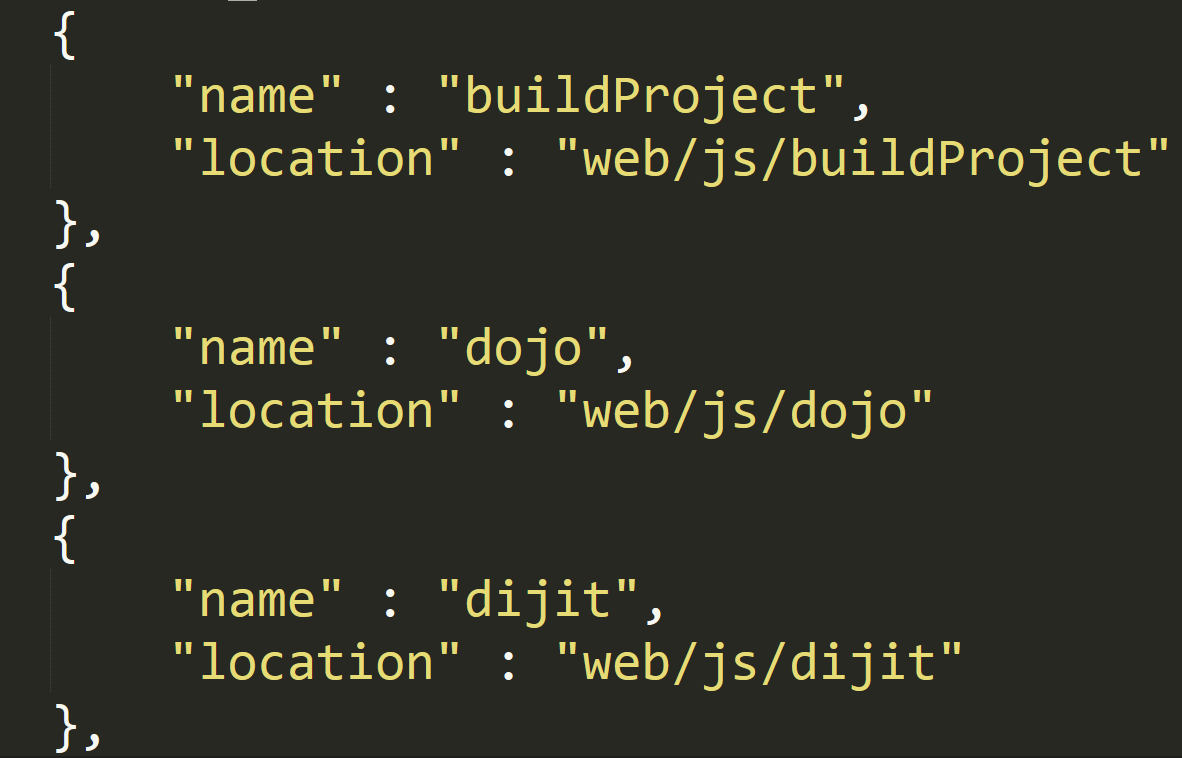 {
"name" : "buildProject",
"location" : "web/js/buildProject"
},
{
"name" : "dojo",
"location" : "web/js/dojo"
},
{
"name" : "dijit",
"location" : "web/js/dijit"
},